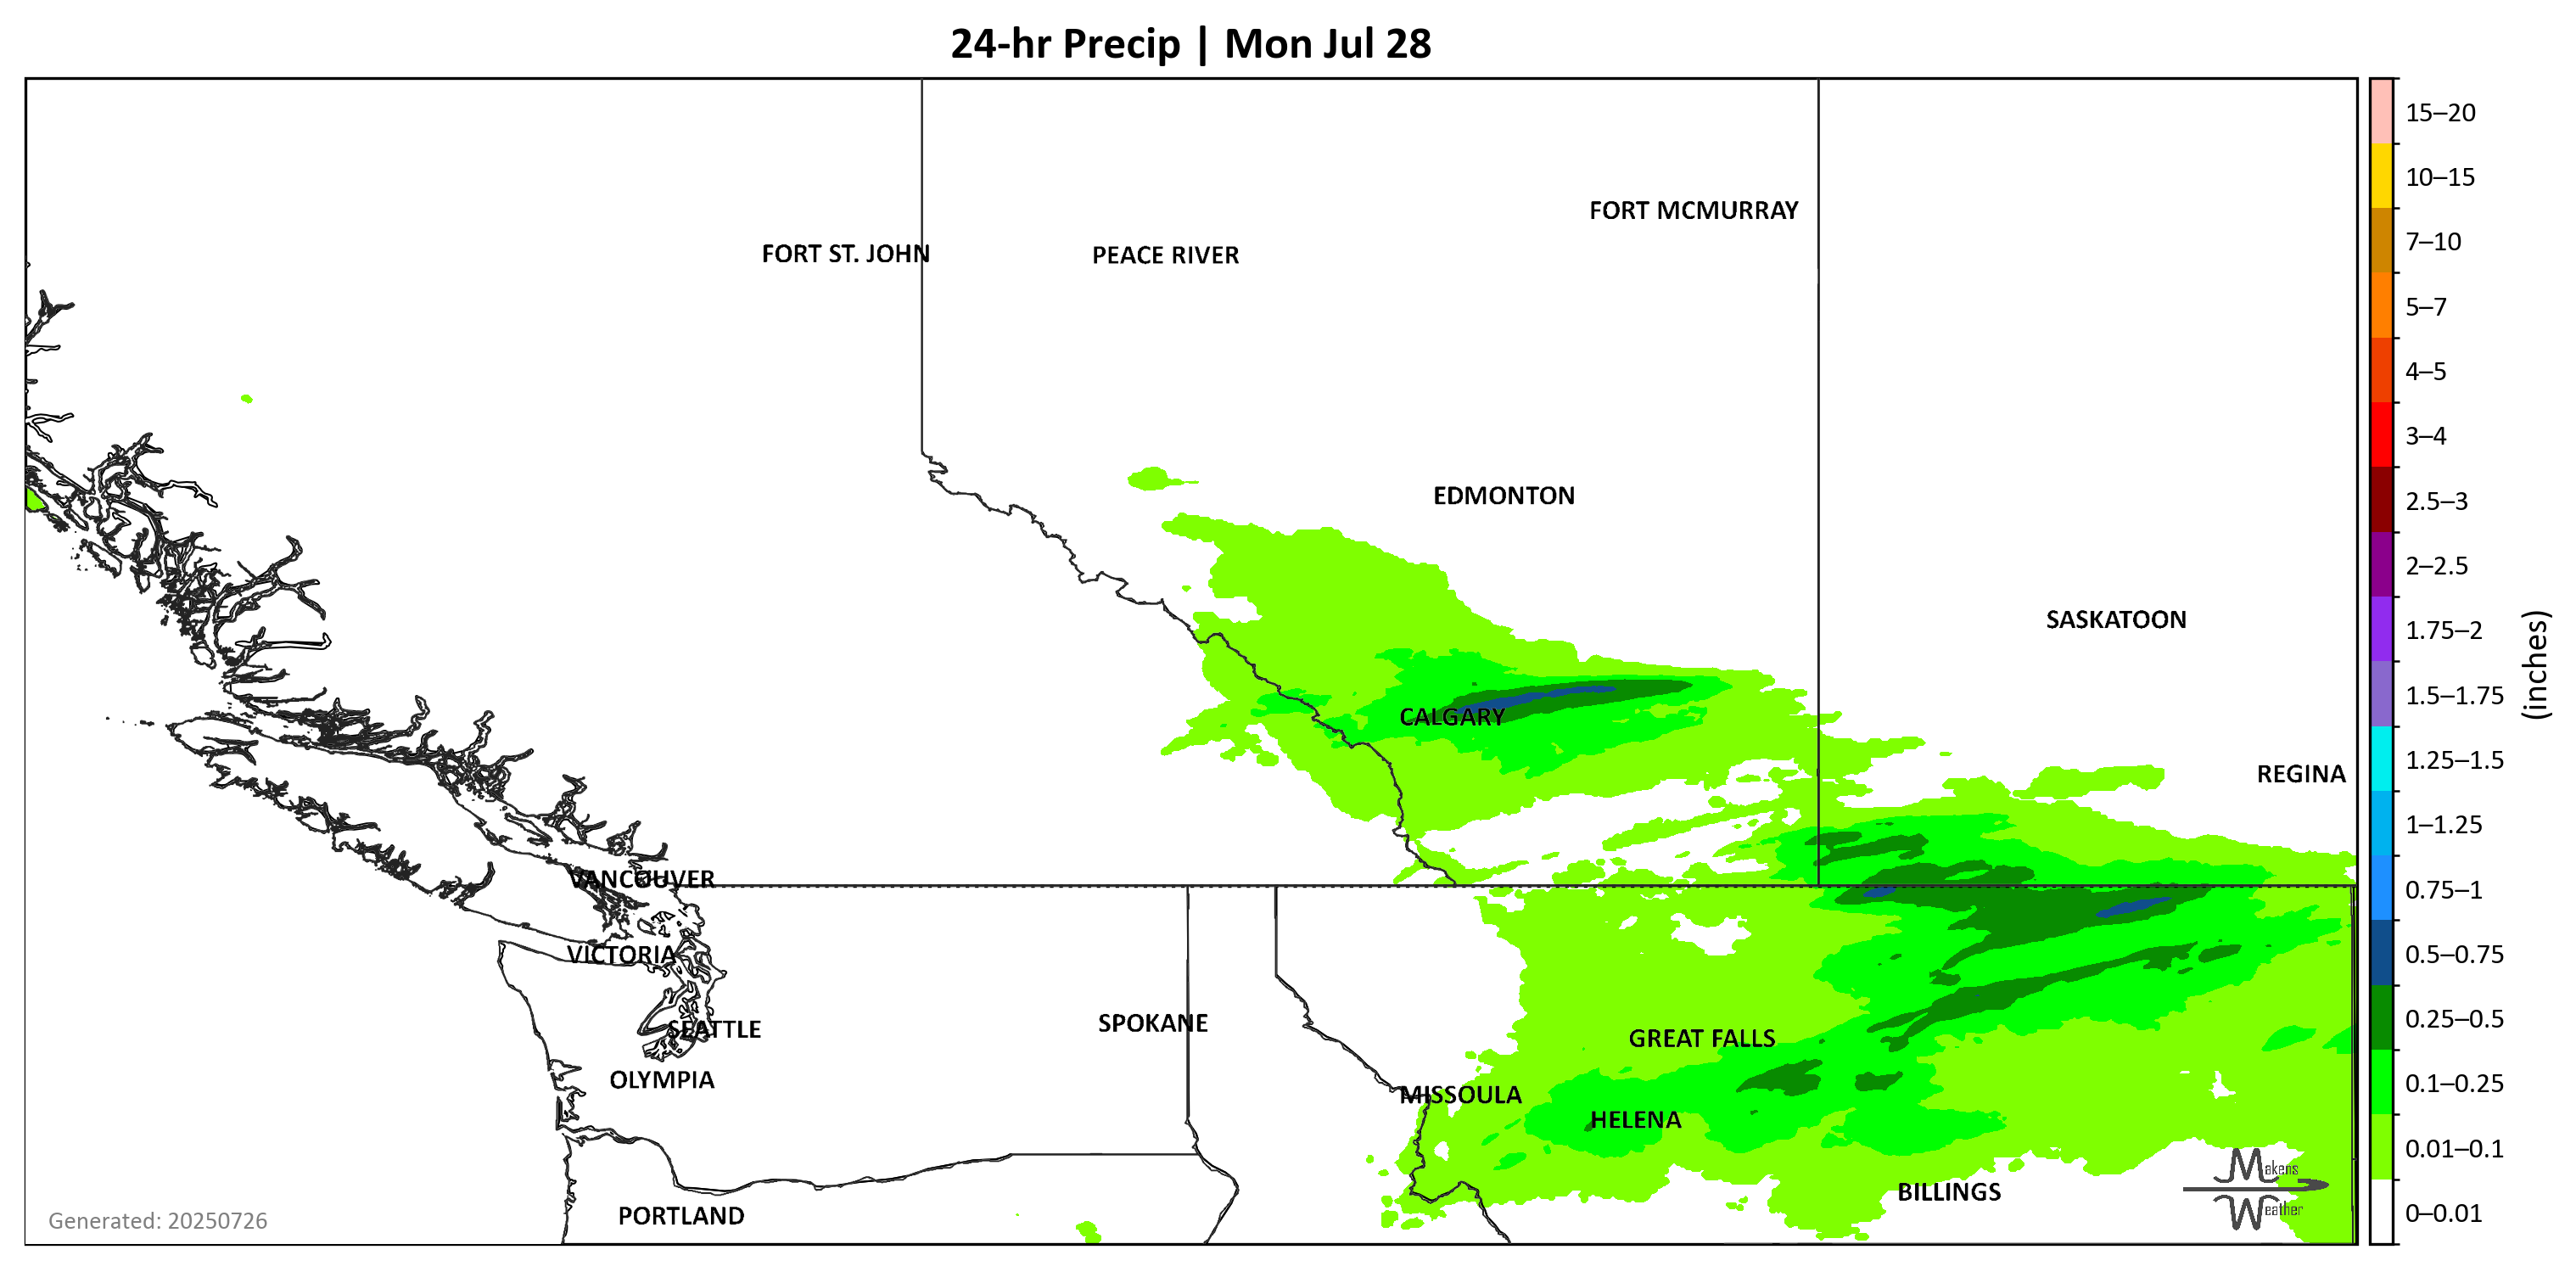 24-hr Precip | Mon Jul 28
15–20
10–15
FORT MCMURRAY
7–10
FORT ST. JOHN
PEACE RIVER
5–7
4–5
3–4
EDMONTON
2.5–3
2–2.5
SASKATOON
1.75–2
(inches)
1.5–1.75
CALGARY
1.25–1.5
REGINA
1–1.25
VANCOUVER
0.75–1
VICTORIA
0.5–0.75
SPOKANE
SEATTLE
0.25–0.5
GREAT FALLS
OLYMPIA
0.1–0.25
MISSOULA
HELENA
0.01–0.1
Makens
Weather
BILLINGS
PORTLAND
0–0.01
Generated: 20250726